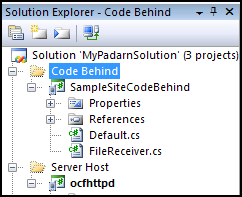 Solution Explorer - Code Behind
Solution 'MyPadarnSolution' (3 projects)
Code Behind
SampleSiteCodeBehind
Properties
References
Default.cs
FileReceiver.cs
Server Host
ocfhttpd